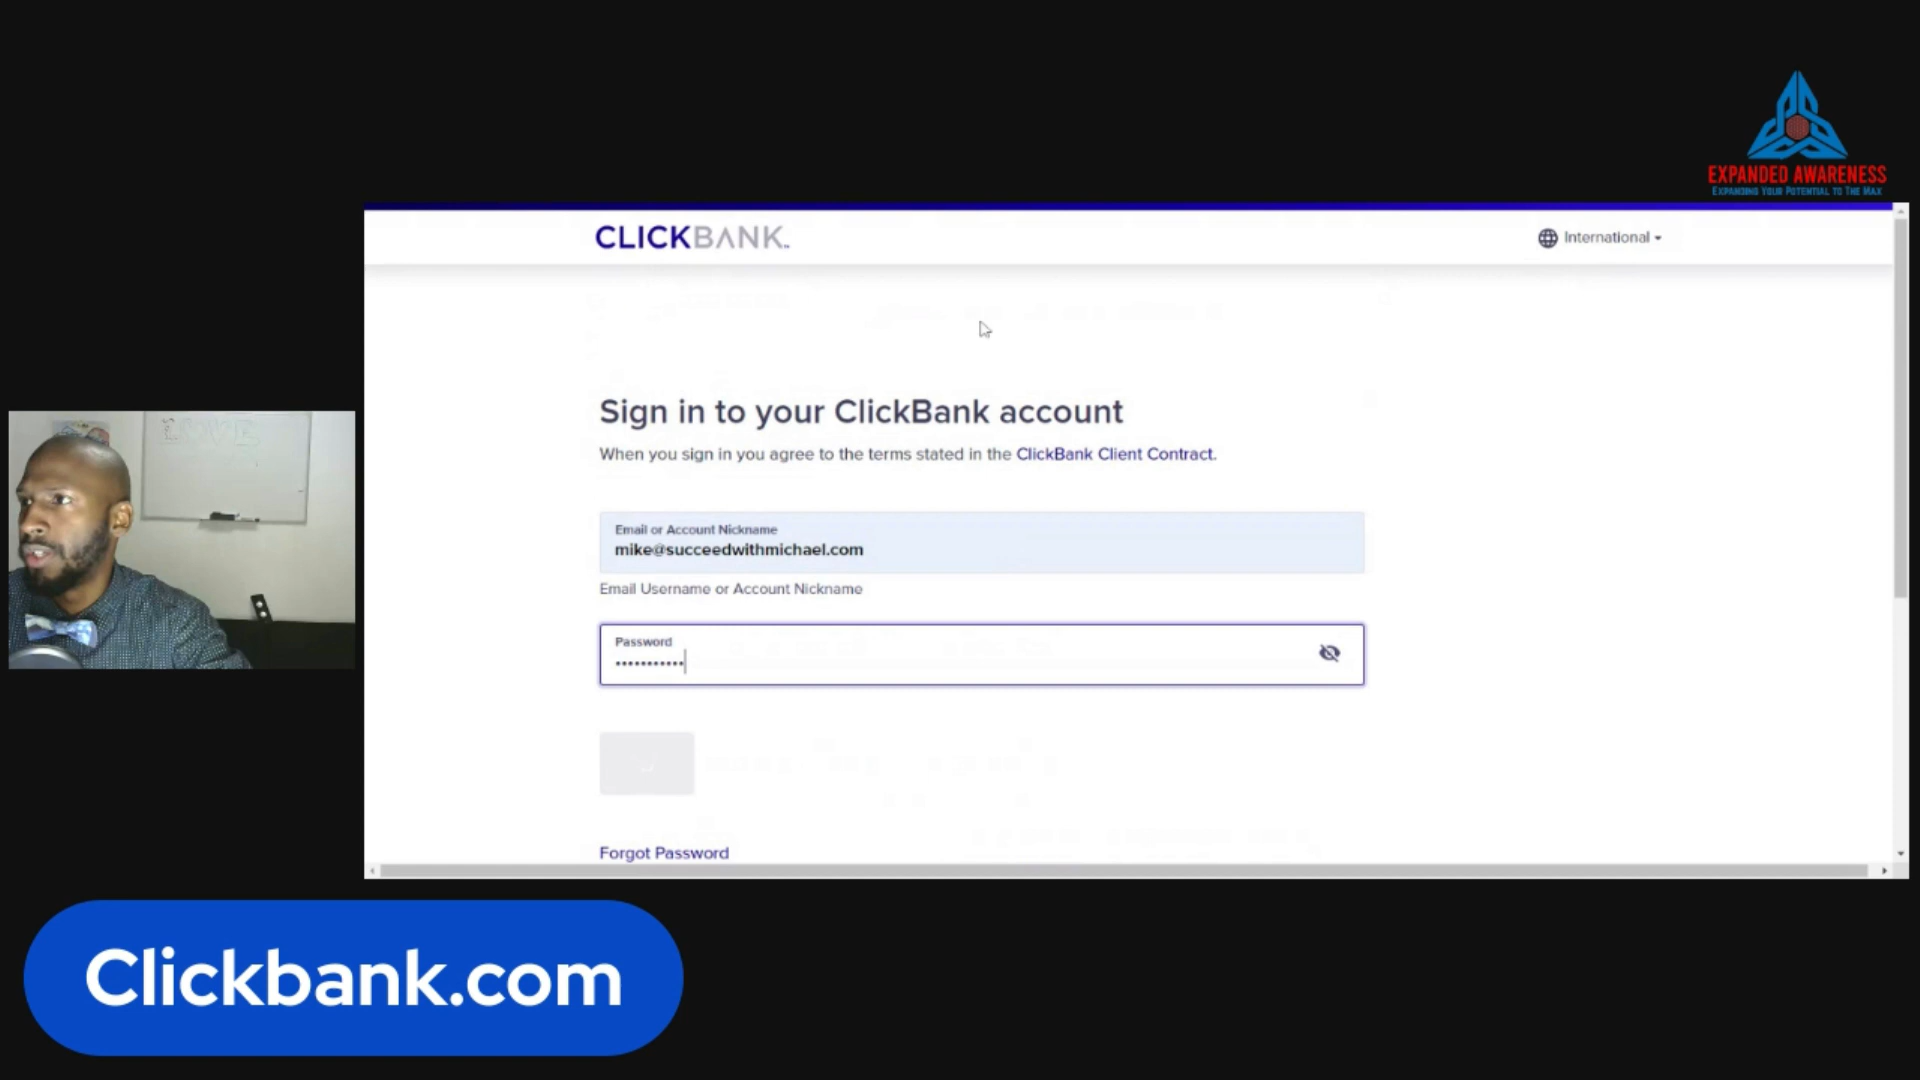 EXPANDED AWARENESS
EXPANDING YOUR POTENTIAL TO THE MAX
CLICKBANK
International
Sign in to your ClickBank account
When you sign in you agree to the terms stated in the ClickBank Client Contract.
Email or Account Nickname
mike@succeedwithmichael.com
Email Username or Account Nickname
Password
•••••••••••
Forgot Password
Clickbank.com